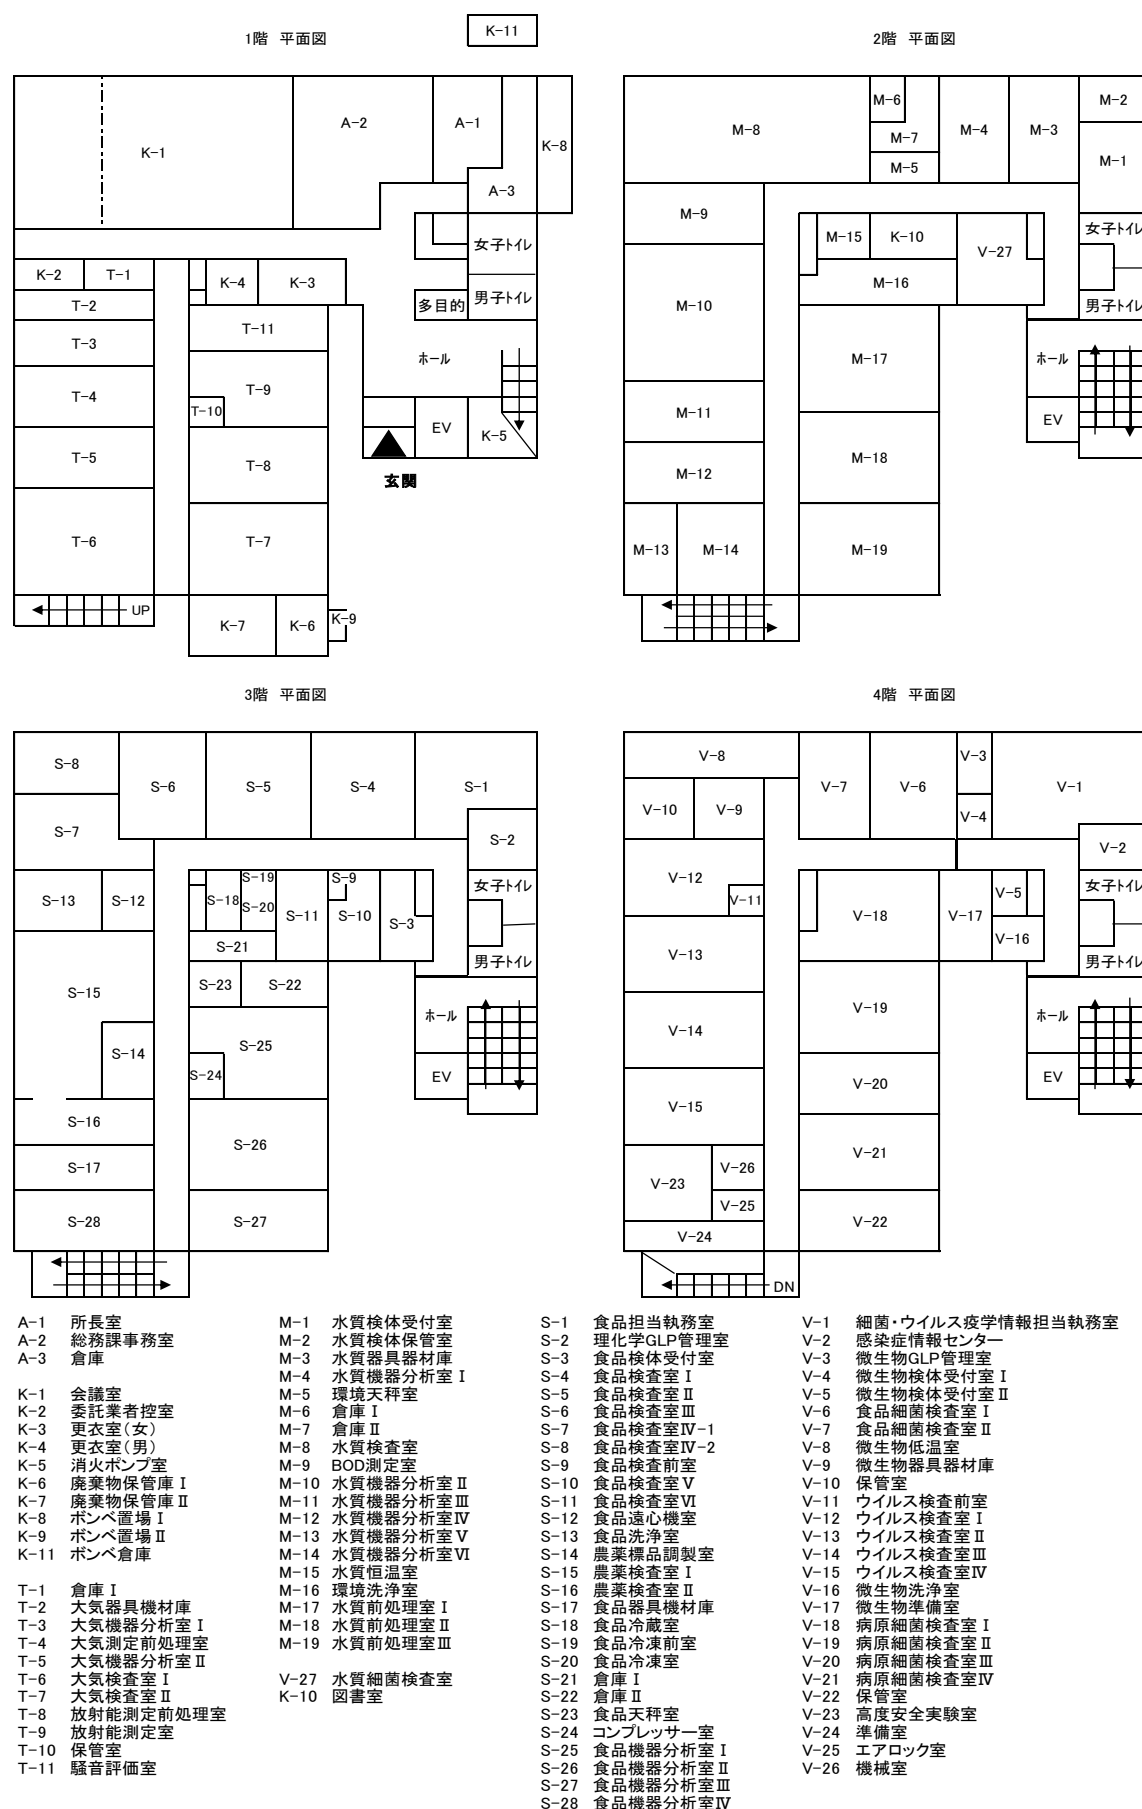 1階 平面図
K-11
2階 平面図
K-1
A-2
A-1
K-8
A-3
女子トイレ
K-2
T-1
K-4
K-3
T-2
多目的
男子トイレ
T-11
T-3
ホール
T-4
T-9
T-10
EV
K-5
T-5
T-8
玄関
T-6
T-7
UP
K-7
K-6
K-9
M-8
M-6
M-7
M-5
M-4
M-3
M-2
M-1
M-9
M-15
K-10
V-27
女子トイレ
M-10
M-16
男子トイレ
M-17
ホール
M-11
EV
M-12
M-18
M-13
M-14
M-19
3階 平面図
4階 平面図
S-8
S-6
S-5
S-4
S-1
S-7
S-2
S-13
S-12
S-18
S-19
S-20
S-11
S-9
S-10
S-3
女子トイレ
S-21
男子トイレ
S-15
S-23
S-22
S-14
S-25
S-24
ホール
EV
S-16
S-26
S-17
S-28
S-27
V-8
V-7
V-6
V-3
V-1
V-10
V-9
V-4
V-2
V-12
V-11
V-18
V-17
V-5
V-16
女子トイレ
V-13
男子トイレ
V-19
V-14
ホール
V-20
EV
V-15
V-21
V-23
V-26
V-25
V-22
V-24
DN
A-1 所長室
A-2 総務課事務室
A-3 倉庫
K-1 会議室
K-2 委託業者控室
K-3 更衣室(女)
K-4 更衣室(男)
K-5 消火ポンプ室
K-6 廃棄物保管庫Ⅰ
K-7 廃棄物保管庫Ⅱ
K-8 ボンベ置場Ⅰ
K-9 ボンベ置場Ⅱ
K-11 ボンベ倉庫
T-1 倉庫Ⅰ
T-2 大気器具機材庫
T-3 大気機器分析室Ⅰ
T-4 大気測定前処理室
T-5 大気機器分析室Ⅱ
T-6 大気検査室Ⅰ
T-7 大気検査室Ⅱ
T-8 放射能測定前処理室
T-9 放射能測定室
T-10 保管室
T-11 騒音評価室
M-1 水質検体受付室
M-2 水質検体保管室
M-3 水質器具器材庫
M-4 水質機器分析室Ⅰ
M-5 環境天秤室
M-6 倉庫Ⅰ
M-7 倉庫Ⅱ
M-8 水質検査室
M-9 BOD測定室
M-10 水質機器分析室Ⅱ
M-11 水質機器分析室Ⅲ
M-12 水質機器分析室Ⅳ
M-13 水質機器分析室Ⅴ
M-14 水質機器分析室Ⅵ
M-15 水質恒温室
M-16 環境洗浄室
M-17 水質前処理室Ⅰ
M-18 水質前処理室Ⅱ
M-19 水質前処理室Ⅲ
V-27 水質細菌検査室
K-10 図書室
S-1 食品担当執務室
S-2 理化学GLP管理室
S-3 食品検体受付室
S-4 食品検査室Ⅰ
S-5 食品検査室Ⅱ
S-6 食品検査室Ⅲ
S-7 食品検査室Ⅳ-1
S-8 食品検査室Ⅳ-2
S-9 食品検査前室
S-10 食品検査室Ⅴ
S-11 食品検査室Ⅵ
S-12 食品遠心機室
S-13 食品洗浄室
S-14 農薬標品調製室
S-15 農薬検査室Ⅰ
S-16 農薬検査室Ⅱ
S-17 食品器具機材庫
S-18 食品冷蔵室
S-19 食品冷凍前室
S-20 食品冷凍室
S-21 倉庫Ⅰ
S-22 倉庫Ⅱ
S-23 食品天秤室
S-24 コンプレッサー室
S-25 食品機器分析室Ⅰ
S-26 食品機器分析室Ⅱ
S-27 食品機器分析室Ⅲ
S-28 食品機器分析室Ⅳ
V-1 細菌・ウイルス疫学情報担当執務室
V-2 感染症情報センター
V-3 微生物GLP管理室
V-4 微生物検体受付室Ⅰ
V-5 微生物検体受付室Ⅱ
V-6 食品細菌検査室Ⅰ
V-7 食品細菌検査室Ⅱ
V-8 微生物低温室
V-9 微生物器具器材庫
V-10 保管室
V-11 ウイルス検査前室
V-12 ウイルス検査室Ⅰ
V-13 ウイルス検査室Ⅱ
V-14 ウイルス検査室Ⅲ
V-15 ウイルス検査室Ⅳ
V-16 微生物洗浄室
V-17 微生物準備室
V-18 病原細菌検査室Ⅰ
V-19 病原細菌検査室Ⅱ
V-20 病原細菌検査室Ⅲ
V-21 病原細菌検査室Ⅳ
V-22 保管室
V-23 高度安全実験室
V-24 準備室
V-25 エアロック室
V-26 機械室